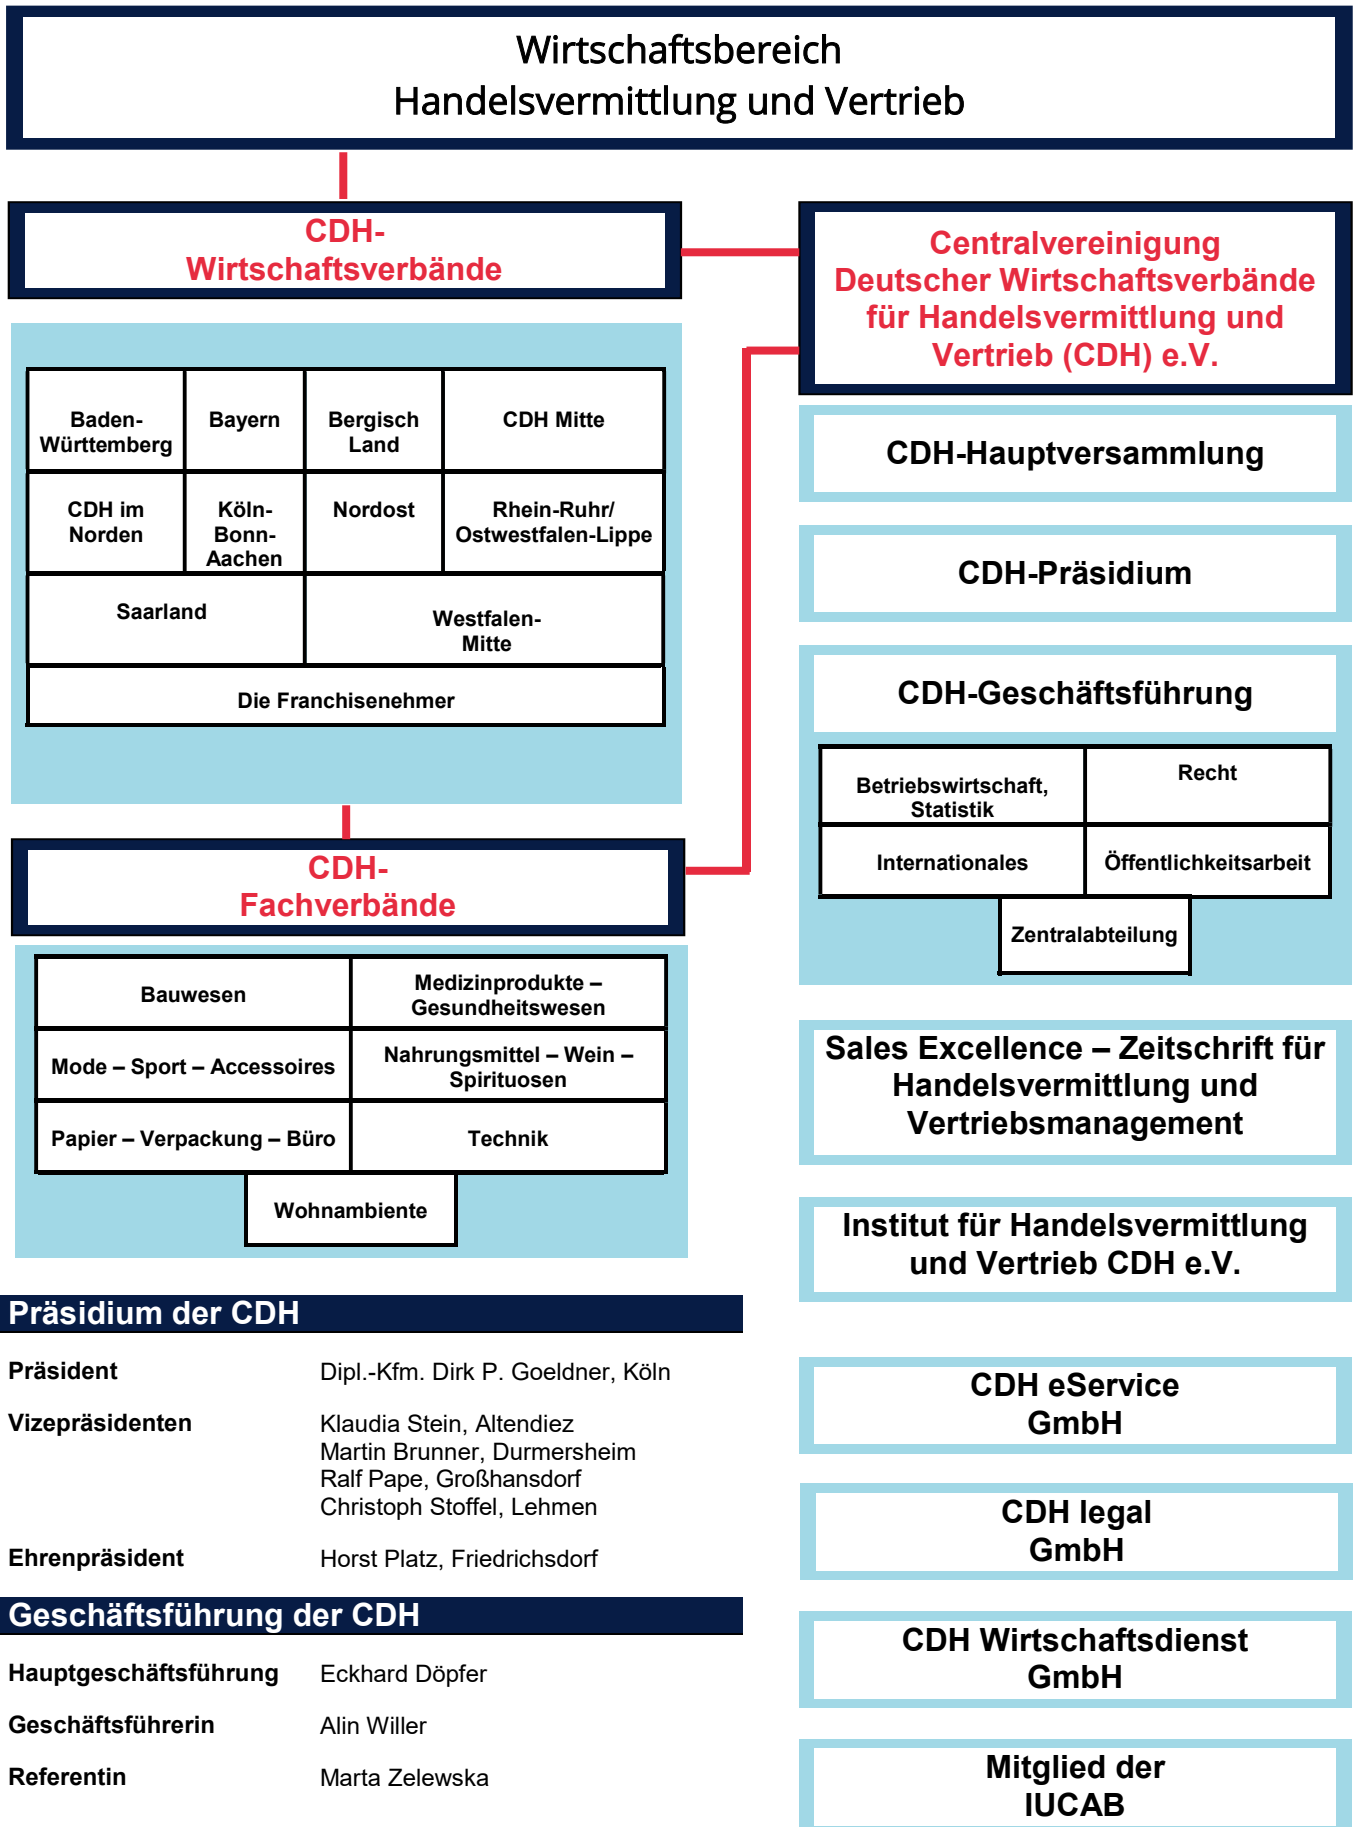 Wirtschaftsbereich
Handelsvermittlung und Vertrieb
CDH-
Wirtschaftsverbände
Baden-
Württemberg
Bayern
Bergisch
Land
CDH Mitte
CDH im
Norden
Köln-
Bonn-
Aachen
Nordost
Rhein-Ruhr/
Ostwestfalen-Lippe
Saarland
Westfalen-
Mitte
Die Franchisenehmer
CDH-
Fachverbände
Bauwesen
Medizinprodukte –
Gesundheitswesen
Mode – Sport – Accessoires
Nahrungsmittel – Wein –
Spirituosen
Papier – Verpackung – Büro
Technik
Wohnambiente
Centralvereinigung
Deutscher Wirtschaftsverbände
für Handelsvermittlung und
Vertrieb (CDH) e.V.
CDH-Hauptversammlung
CDH-Präsidium
CDH-Geschäftsführung
Betriebswirtschaft,
Statistik
Recht
Internationales
Öffentlichkeitsarbeit
Zentralabteilung
Sales Excellence – Zeitschrift für
Handelsvermittlung und
Vertriebsmanagement
Institut für Handelsvermittlung
und Vertrieb CDH e.V.
CDH eService
GmbH
CDH legal
GmbH
CDH Wirtschaftsdienst
GmbH
Mitglied der
IUCAB
Präsidium der CDH
Präsident Dipl.-Kfm. Dirk P. Goeldner, Köln
Vizepräsidenten Klaudia Stein, Altendiez
Martin Brunner, Durmersheim
Ralf Pape, Großhansdorf
Christoph Stoffel, Lehmen
Ehrenpräsident Horst Platz, Friedrichsdorf
Geschäftsführung der CDH
Hauptgeschäftsführung Eckhard Döpfer
Geschäftsführerin Alin Willer
Referentin Marta Zelewska